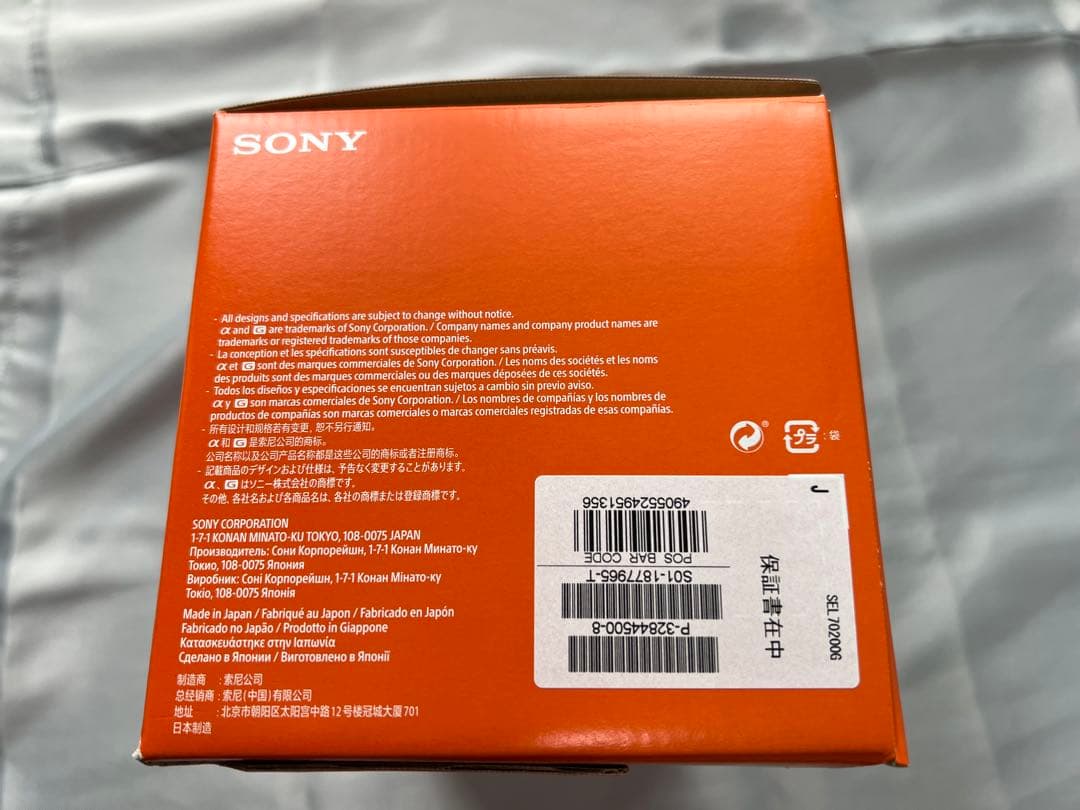 SONY
- All designs and specifications are subject to change without notice.
α and G are trademarks of Sony Corporation. / Company names and company product names are
trademarks or registered trademarks of those companies.
- La conception et les spécifications sont susceptibles de changer sans préavis.
α et G sont des marques commerciales de Sony Corporation. / Les noms des sociétés et les noms
des produits sont des marques commerciales ou des marques déposées de ces sociétés.
- Todos los diseños y especificaciones se encuentran sujetos a cambio sin previo aviso.
α y G son marcas comerciales de Sony Corporation. / Los nombres de compañías y los nombres de
productos de compañías son marcas comerciales o marcas comerciales registradas de esas compañías.
- 所有设计和规格若有变更, 恕不另行通知。
α 和 G 是索尼公司的商标。
公司名称以及公司产品名称都是这些公司的商标或者注册商标。
- 記載商品のデザインおよび仕様は、予告なく変更することがあります。
α、G はソニー株式会社の商標です。
その他、各社名および各商品名は、各社の商標または登録商標です。
プラ : 袋
SONY CORPORATION
1-7-1 KONAN MINATO-KU TOKYO, 108-0075 JAPAN
Производитель: Сони Корпорейшн, 1-7-1 Конан Минато-ку
Токио, 108-0075 Япония
Виробник: Соні Корпорейшн, 1-7-1 Конан Мінато-ку
Токіо, 108-0075 Японія
Made in Japan / Fabriqué au Japon / Fabricado en Japón
Fabricado no Japão / Prodotto in Giappone
Κατασκευάστηκε στην Ιαπωνία
Сделано в Японии / Виготовлено в Японії
制造商 : 索尼公司
总经销商 : 索尼(中国)有限公司
地址 : 北京市朝阳区太阳宫中路12号楼冠城大厦701
日本制造
J
SEL70200G
保証書在中
P-32844500-8
S01-1877965-T
POS BAR CODE
4905524951356